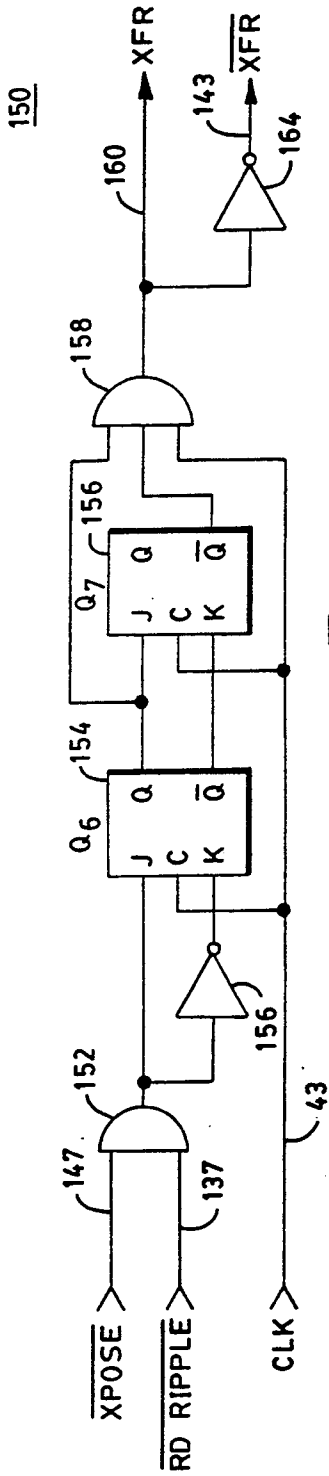 150
XPOSE
147
RD RIPPLE
137
CLK
43
152
156
Q6
154
J
C
K
Q
Q̅
Q7
156
J
C
K
Q
Q̅
158
160
XFR
143
X̅F̅R̅
164